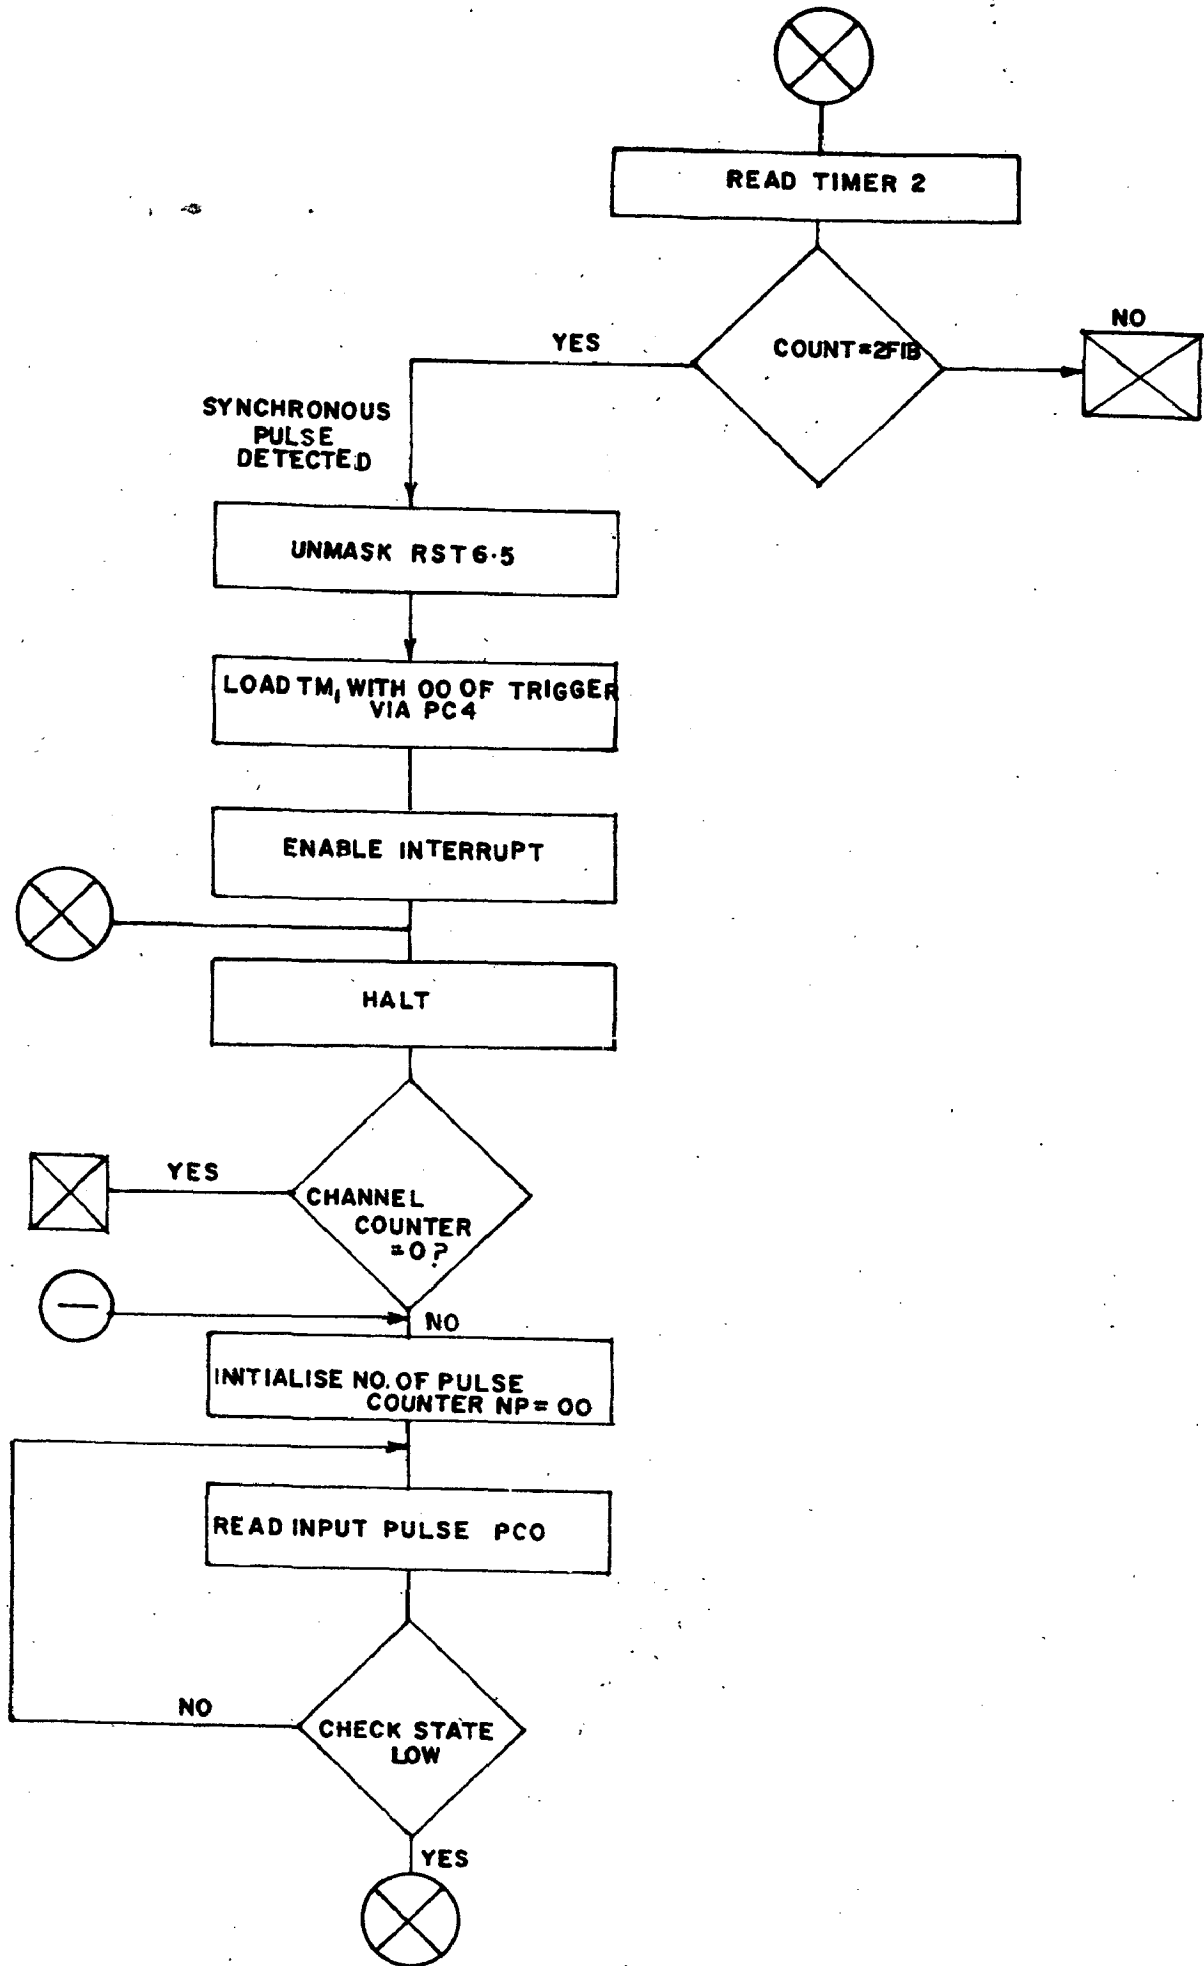 READ TIMER 2
NO
COUNT=2F1B
YES
SYNCHRONOUS
PULSE
DETECTED
UNMASK RST 6.5
LOAD TM1 WITH 00 OF TRIGGER
VIA PC4
ENABLE INTERRUPT
HALT
YES
CHANNEL
COUNTER
=0?
NO
INITIALISE NO. OF PULSE
COUNTER NP = 00
READ INPUT PULSE PC0
NO
CHECK STATE
LOW
YES